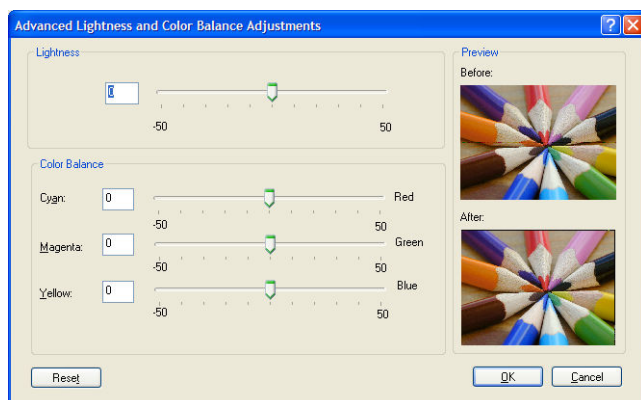 Advanced Lightness and Color Balance Adjustments
Lightness
0
-50 50
Color Balance
Cyan: 0 Red
-50 50
Magenta: 0 Green
-50 50
Yellow: 0 Blue
-50 50
Preview
Before:
After:
Reset
OK
Cancel